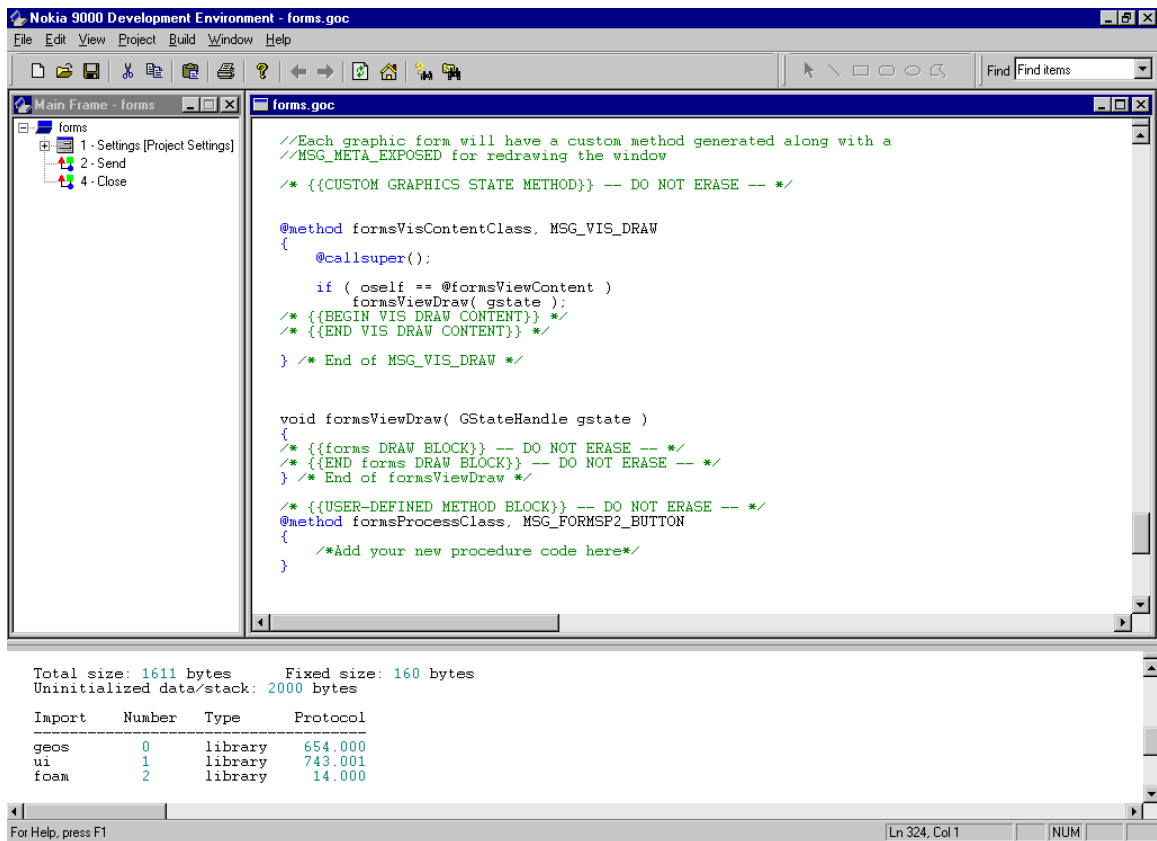 Nokia 9000 Development Environment - forms.goc
File Edit View Project Build Window Help
Find Find items
Main Frame - forms
forms
1 - Settings [Project Settings]
2 - Send
4 - Close
forms.goc
//Each graphic form will have a custom method generated along with a
//MSG_META_EXPOSED for redrawing the window
/* {{CUSTOM GRAPHICS STATE METHOD}} -- DO NOT ERASE -- */
@method formsVisContentClass, MSG_VIS_DRAW
{
@callsuper();
if ( oself == @formsViewContent )
formsViewDraw( gstate );
/* {{BEGIN VIS DRAW CONTENT}} */
/* {{END VIS DRAW CONTENT}} */
} /* End of MSG_VIS_DRAW */
void formsViewDraw( GStateHandle gstate )
{
/* {{forms DRAW BLOCK}} -- DO NOT ERASE -- */
/* {{END forms DRAW BLOCK}} -- DO NOT ERASE -- */
} /* End of formsViewDraw */
/* {{USER-DEFINED METHOD BLOCK}} -- DO NOT ERASE -- */
@method formsProcessClass, MSG_FORMSP2_BUTTON
{
/*Add your new procedure code here*/
}
Total size: 1611 bytes Fixed size: 160 bytes
Uninitialized data/stack: 2000 bytes
Import Number Type Protocol
geos 0 library 654.000
ui 1 library 743.001
foam 2 library 14.000
For Help, press F1 Ln 324, Col 1 NUM